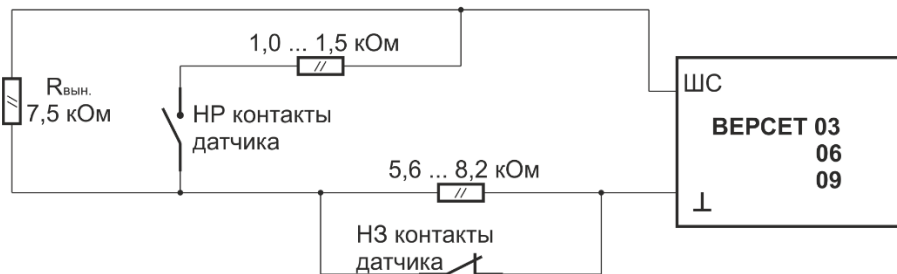 1,0 ... 1,5 кОм
Rвын.
7,5 кОм
НР контакты
датчика
5,6 ... 8,2 кОм
НЗ контакты
датчика
ШС
ВЕРСЕТ 03
06
09
⊥